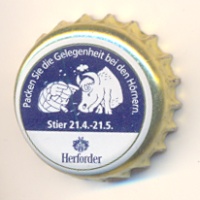 Packen Sie die Gelegenheit bei den Hörnern.
Stier 21.4.-21.5.
Herforder